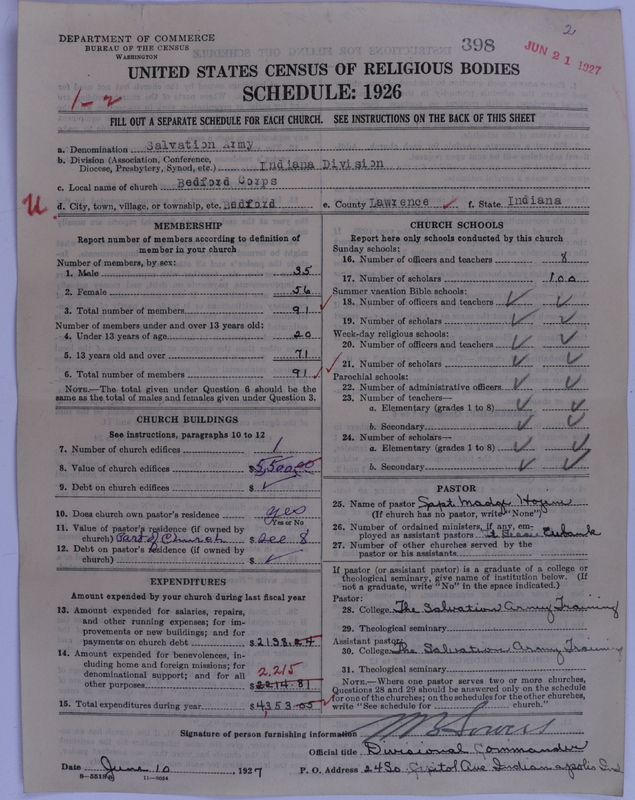 2
DEPARTMENT OF COMMERCE
BUREAU OF THE CENSUS
WASHINGTON
398
JUN 21 1927
UNITED STATES CENSUS OF RELIGIOUS BODIES
SCHEDULE: 1926
1-2
FILL OUT A SEPARATE SCHEDULE FOR EACH CHURCH. SEE INSTRUCTIONS ON THE BACK OF THIS SHEET
a. Denomination Salvation Army
b. Division (Association, Conference, Diocese, Presbytery, Synod, etc.) Indiana Division
c. Local name of church Bedford Corps
U. d. City, town, village, or township, etc. Bedford e. County Lawrence ✓ f. State Indiana
MEMBERSHIP
Report number of members according to definition of
member in your church
Number of members, by sex:
1. Male 35
2. Female 56
3. Total number of members 91 ✓
Number of members under and over 13 years old:
4. Under 13 years of age 20
5. 13 years old and over 71
6. Total number of members 91 ✓
NOTE.—The total given under Question 6 should be
the same as the total of males and females given under Question 3.
CHURCH BUILDINGS
See instructions, paragraphs 10 to 12
7. Number of church edifices 1
8. Value of church edifices $5,500.00
9. Debt on church edifices $ ✓
10. Does church own pastor's residence yes
Yes or No
11. Value of pastor's residence (if owned by
church) Part of Church $ See 8
12. Debt on pastor's residence (if owned by
church) $ ✓
EXPENDITURES
Amount expended by your church during last fiscal year
13. Amount expended for salaries, repairs,
and other running expenses; for im-
provements or new buildings; and for
payments on church debt $2138.24
14. Amount expended for benevolences, in-
cluding home and foreign missions; for
denominational support; and for all
other purposes 2,215 $2214.81
15. Total expenditures during year $4353.05 ✓
CHURCH SCHOOLS
Report here only schools conducted by this church
Sunday schools:
16. Number of officers and teachers 8
17. Number of scholars 100
Summer vacation Bible schools:
18. Number of officers and teachers ✓ ✓
19. Number of scholars ✓ ✓
Week-day religious schools:
20. Number of officers and teachers ✓ ✓
21. Number of scholars ✓ ✓
Parochial schools:
22. Number of administrative officers ✓ ✓
23. Number of teachers—
a. Elementary (grades 1 to 8) ✓ ✓
b. Secondary ✓ ✓
24. Number of scholars—
a. Elementary (grades 1 to 8) ✓ ✓
b. Secondary ✓ ✓
PASTOR
25. Name of pastor Capt. Madge
(If church has no pastor, write "None")
26. Number of ordained ministers, if any, em-
ployed as assistant pastors Eubank
27. Number of other churches served by the
pastor or his assistants
If pastor (or assistant pastor) is a graduate of a college or
theological seminary, give name of institution below. (If
not a graduate, write "No" in the space indicated.)
Pastor:
28. College The Salvation Army Training
29. Theological seminary
Assistant pastor:
30. College The Salvation Army Training
31. Theological seminary
NOTE.—Where one pastor serves two or more churches,
Questions 28 and 29 should be answered only on the schedule
for one of the churches; on the schedules for the other churches,
write "See schedule for church."
Signature of person furnishing information
Official title Divisional Commander
Date June 10, 1927 P. O. Address 24 So. Capitol Ave Indianapolis Ind
11—9034